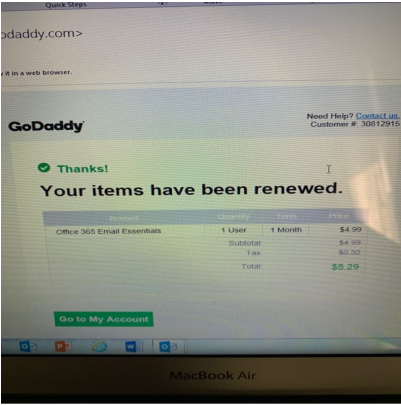 Quick Steps
odaddy.com>
it in a web browser.
GoDaddy
Need Help? Contact us.
Customer #: 30812915
Thanks!
Your items have been renewed.
Product Quantity Term Price
Office 365 Email Essentials 1 User 1 Month $4.99
Subtotal: $4.99
Tax: $0.30
Total: $5.29
Go to My Account
MacBook Air